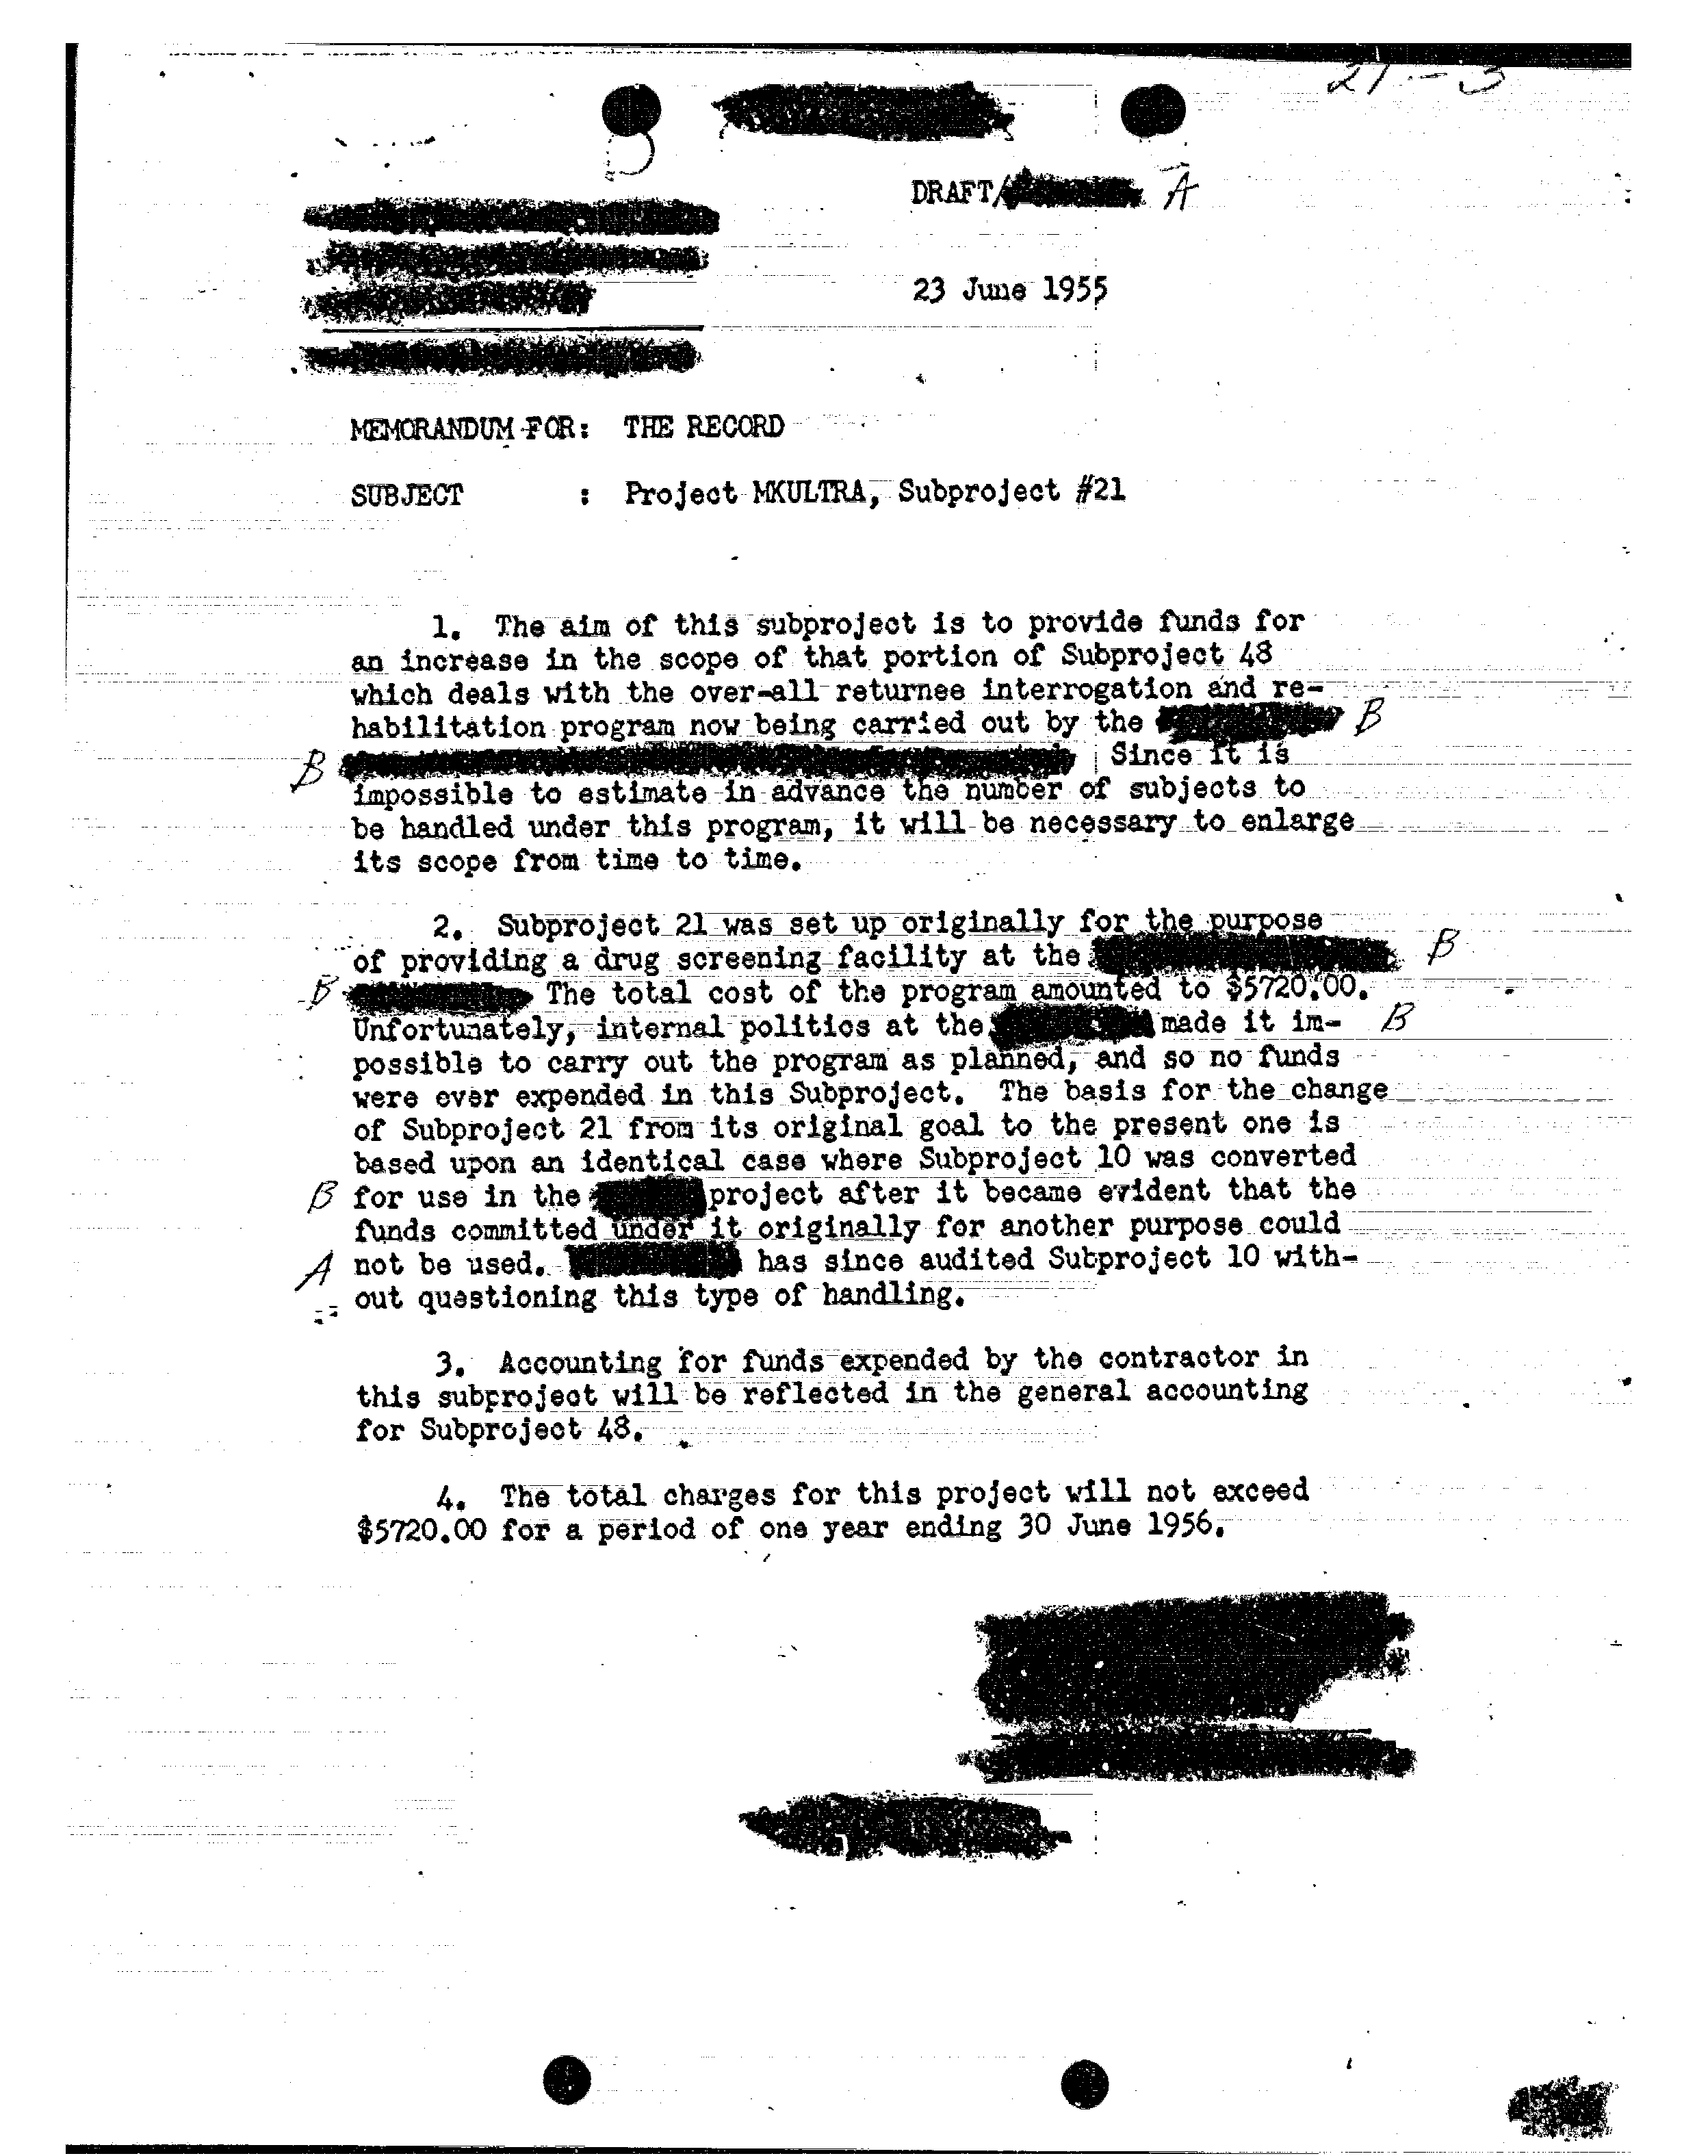 21-3
DRAFT/ A
23 June 1955
MEMORANDUM FOR: THE RECORD
SUBJECT : Project MKULTRA, Subproject #21
1. The aim of this subproject is to provide funds for
an increase in the scope of that portion of Subproject 48
which deals with the over-all returnee interrogation and re-
habilitation program now being carried out by the B
B Since it is
impossible to estimate in advance the number of subjects to
be handled under this program, it will be necessary to enlarge
its scope from time to time.
2. Subproject 21 was set up originally for the purpose
of providing a drug screening facility at the B
B The total cost of the program amounted to $5720.00.
Unfortunately, internal politics at the made it im- B
possible to carry out the program as planned, and so no funds
were ever expended in this Subproject. The basis for the change
of Subproject 21 from its original goal to the present one is
based upon an identical case where Subproject 10 was converted
B for use in the project after it became evident that the
funds committed under it originally for another purpose could
A not be used. has since audited Subproject 10 with-
out questioning this type of handling.
3. Accounting for funds expended by the contractor in
this subproject will be reflected in the general accounting
for Subproject 48.
4. The total charges for this project will not exceed
$5720.00 for a period of one year ending 30 June 1956.